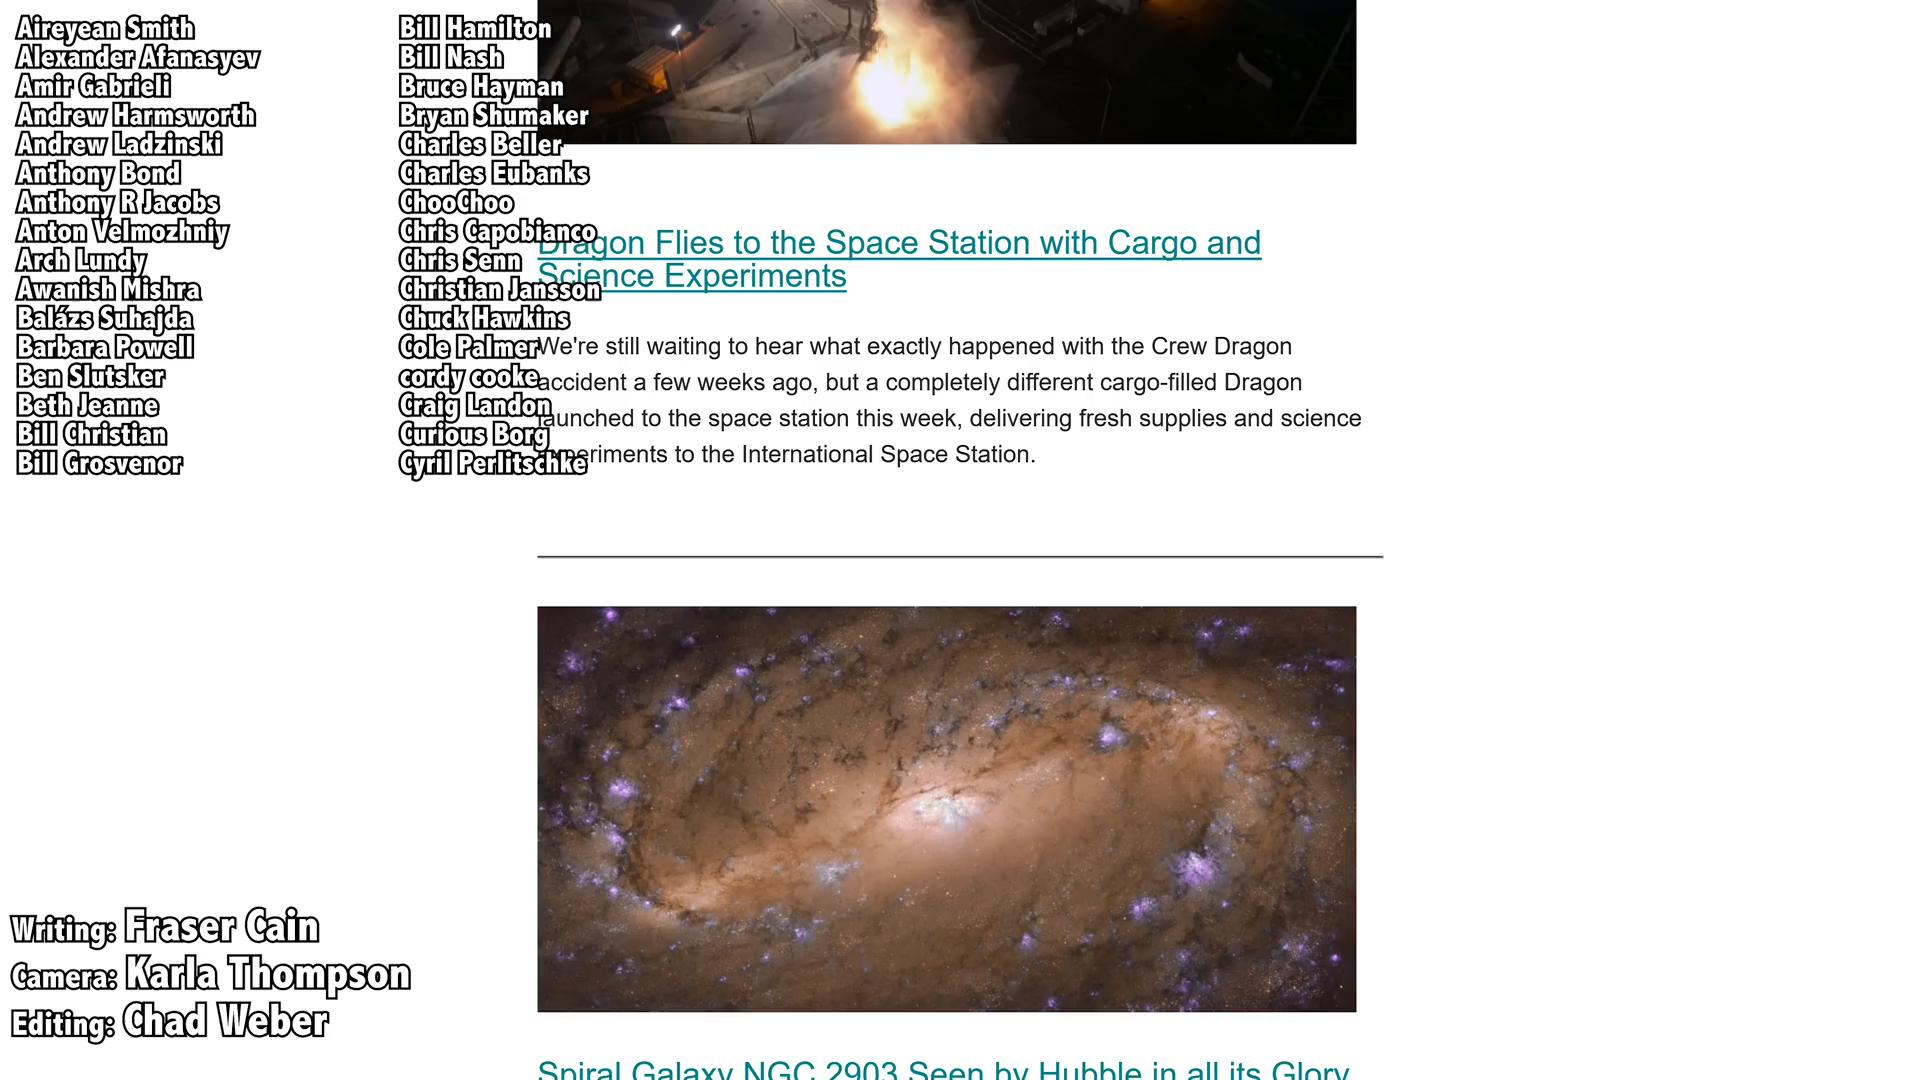 Aireyean Smith
Alexander Afanasyev
Amir Gabrieli
Andrew Harmsworth
Andrew Ladzinski
Anthony Bond
Anthony R Jacobs
Anton Velmozhniy
Arch Lundy
Awanish Mishra
Balázs Suhajda
Barbara Powell
Ben Slutsker
Beth Jeanne
Bill Christian
Bill Grosvenor
Bill Hamilton
Bill Nash
Bruce Hayman
Bryan Shumaker
Charles Beller
Charles Eubanks
ChooChoo
Chris Capobianco
Chris Senn
Christian Jansson
Chuck Hawkins
Cole Palmer
cordy cooke
Craig Landon
Curious Borg
Cyril Perlitschke
Dragon Flies to the Space Station with Cargo and
Science Experiments
We're still waiting to hear what exactly happened with the Crew Dragon
accident a few weeks ago, but a completely different cargo-filled Dragon
launched to the space station this week, delivering fresh supplies and science
experiments to the International Space Station.
Writing: Fraser Cain
Camera: Karla Thompson
Editing: Chad Weber
Spiral Galaxy NGC 2903 Seen by Hubble in all its Glory